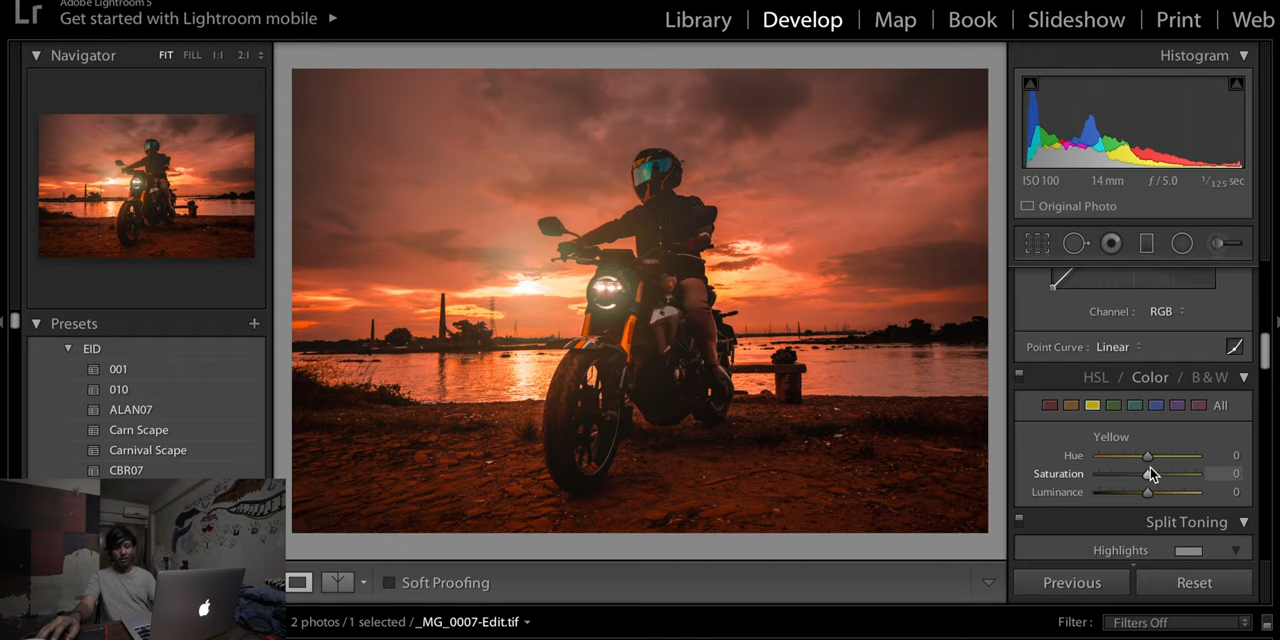 Lr
Adobe Lightroom 5
Get started with Lightroom mobile
Library | Develop | Map | Book | Slideshow | Print | Web
Navigator FIT FILL 1:1 2:1
Histogram
ISO 100 14 mm ƒ / 5.0 1/125 sec
Original Photo
Presets +
EID
001
010
ALAN07
Carn Scape
Carnival Scape
CBR07
Channel : RGB
Point Curve : Linear
HSL / Color / B & W
All
Yellow
Hue 0
Saturation 0
Luminance 0
Split Toning
Highlights
Soft Proofing
Previous Reset
2 photos / 1 selected / _MG_0007-Edit.tif
Filter : Filters Off